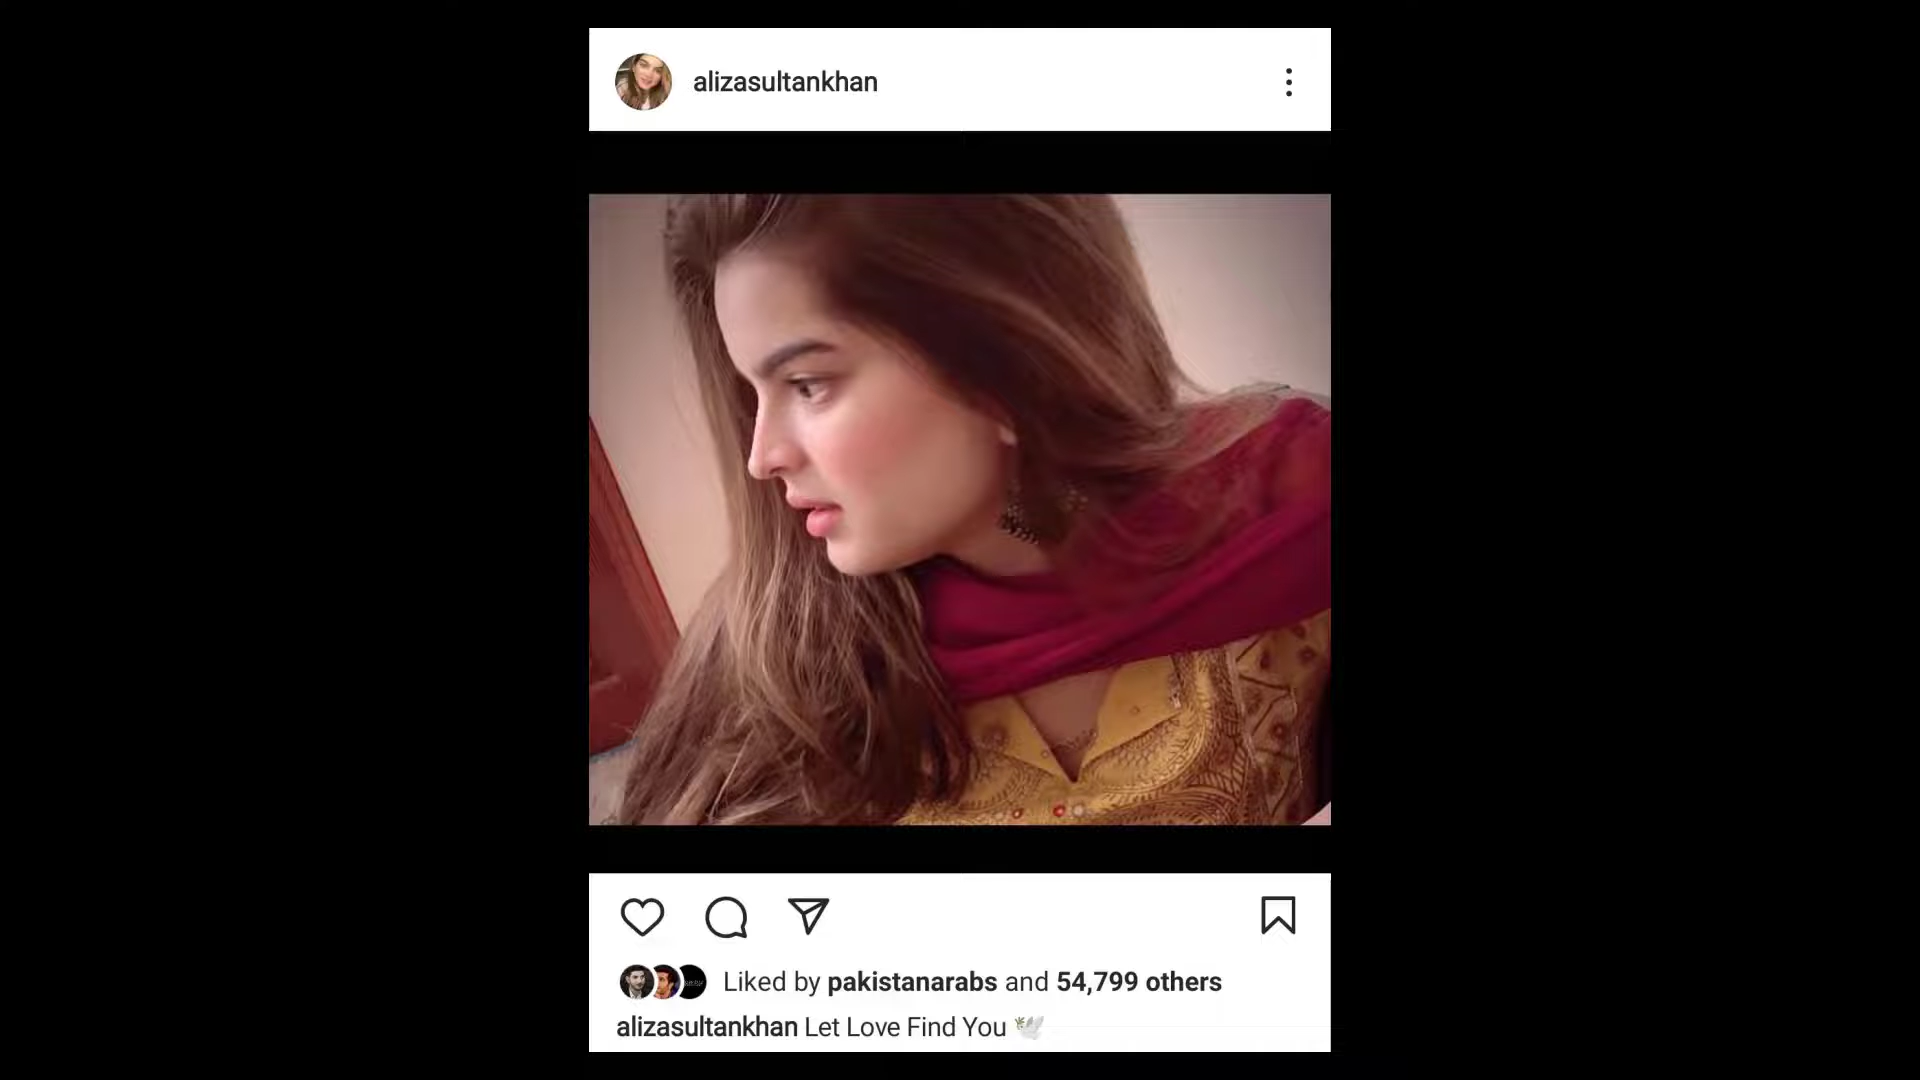 alizasultankhan
Liked by pakistanarabs and 54,799 others
alizasultankhan Let Love Find You 🕊️